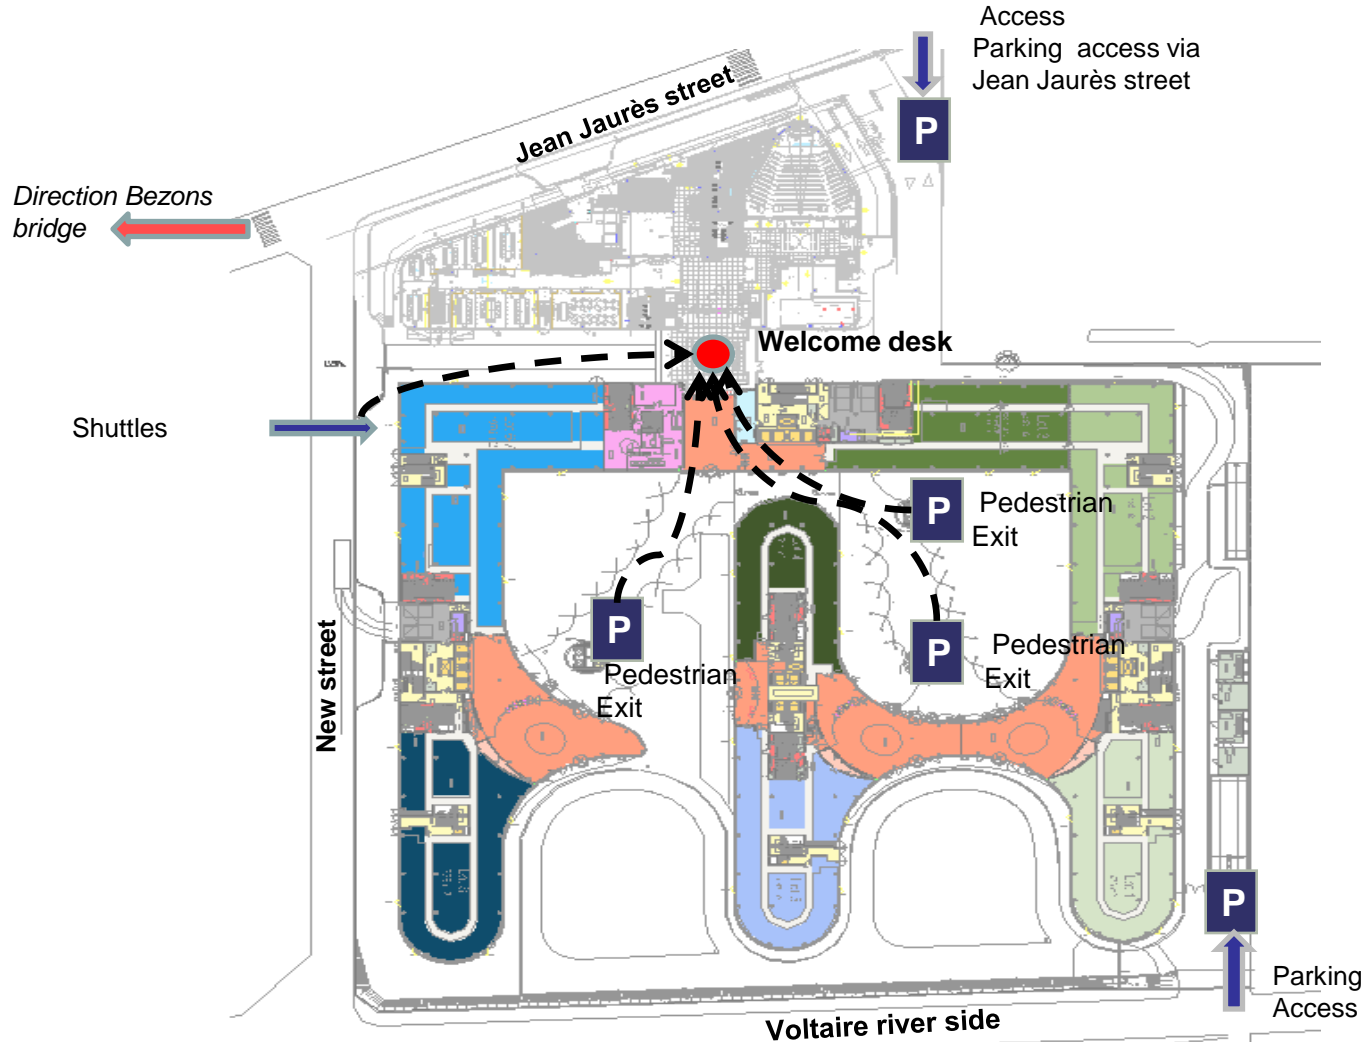 Access
Parking access via
Jean Jaurès street
P
Jean Jaurès street
Direction Bezons
bridge
Welcome desk
Shuttles
P
Pedestrian
Exit
P
Pedestrian
Exit
P
Pedestrian
Exit
New street
P
Parking
Access
Voltaire river side